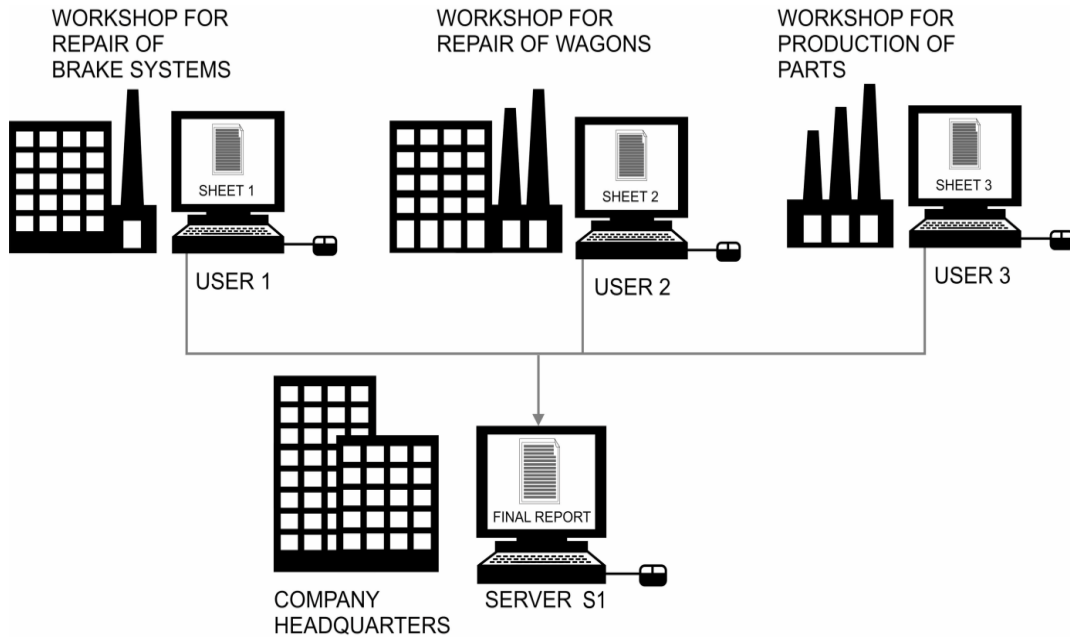 WORKSHOP FOR
REPAIR OF
BRAKE SYSTEMS
WORKSHOP FOR
REPAIR OF WAGONS
WORKSHOP FOR
PRODUCTION OF
PARTS
SHEET 1
SHEET 2
SHEET 3
USER 1
USER 2
USER 3
FINAL REPORT
COMPANY
HEADQUARTERS
SERVER S1